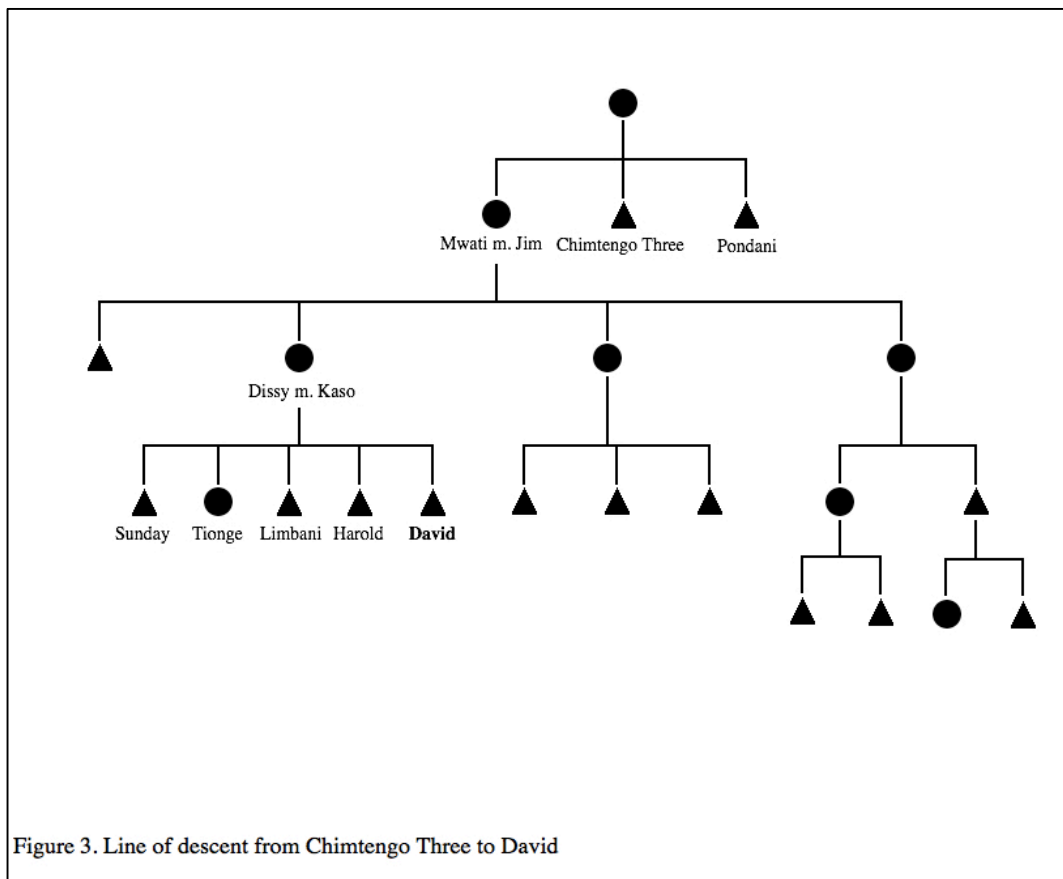 Mwati m. Jim Chimtengo Three Pondani
Dissy m. Kaso
Sunday Tionge Limbani Harold David
Figure 3. Line of descent from Chimtengo Three to David